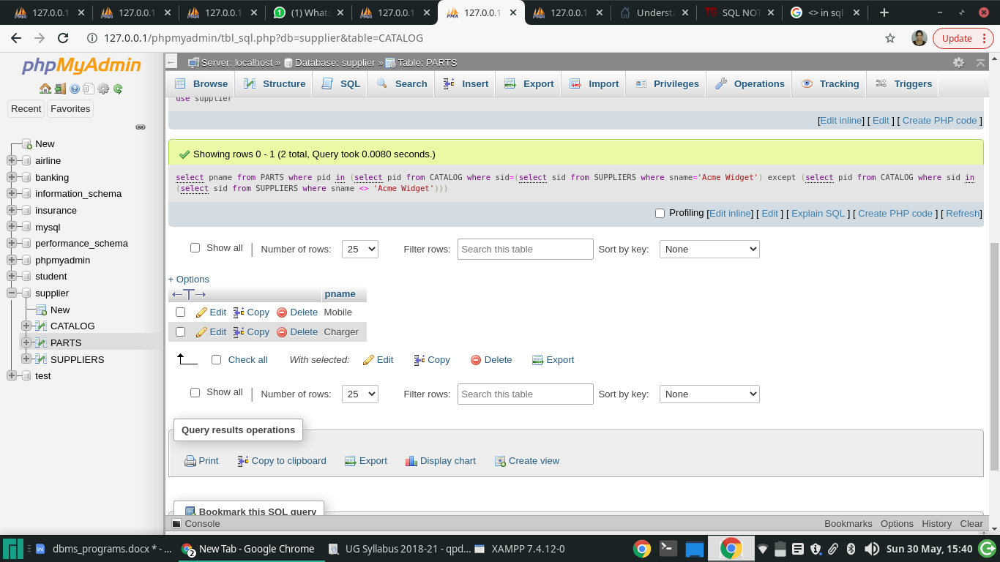 127.0.0.1
127.0.0.1
127.0.0.1
(1) What
127.0.0.1
127.0.0.1
127.0.0.1
Underst
SQL NO
<> in sql
127.0.0.1/phpmyadmin/tbl_sql.php?db=supplier&table=CATALOG
Update
phpMyAdmin
Recent
Favorites
New
airline
banking
information_schema
insurance
mysql
performance_schema
phpmyadmin
student
supplier
New
CATALOG
PARTS
SUPPLIERS
test
Server: localhost » Database: supplier » Table: PARTS
Browse Structure SQL Search Insert Export Import Privileges Operations Tracking Triggers
use supplier
[Edit inline] [ Edit ] [ Create PHP code ]
Showing rows 0 - 1 (2 total, Query took 0.0080 seconds.)
select pname from PARTS where pid in (select pid from CATALOG where sid=(select sid from SUPPLIERS where sname='Acme Widget') except (select pid from CATALOG where sid in
(select sid from SUPPLIERS where sname <> 'Acme Widget')))
Profiling [Edit inline] [ Edit ] [ Explain SQL ] [ Create PHP code ] [ Refresh]
Show all | Number of rows: 25 Filter rows: Search this table Sort by key: None
+ Options
←T→ pname
Edit Copy Delete Mobile
Edit Copy Delete Charger
Check all With selected: Edit Copy Delete Export
Show all | Number of rows: 25 Filter rows: Search this table Sort by key: None
Query results operations
Print Copy to clipboard Export Display chart Create view
Bookmark this SQL query
Console Bookmarks Options History Clear
dbms_programs.docx * - ... 2 New Tab - Google Chrome UG Syllabus 2018-21 - qpd... XAMPP 7.4.12-0 Sun 30 May, 15:40